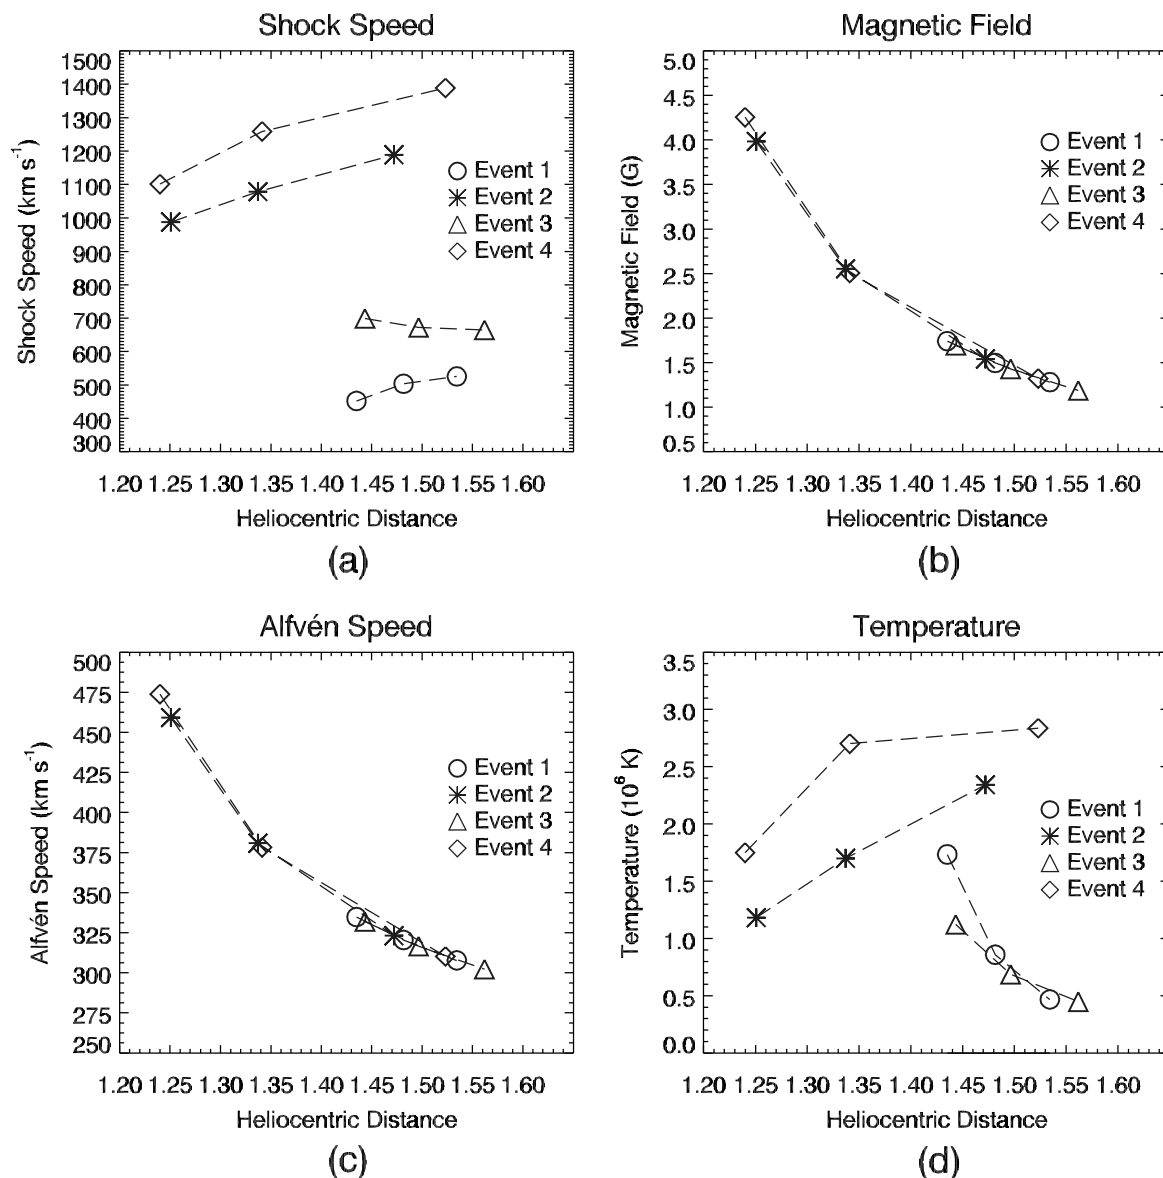 Shock Speed
1500
1400
1300
1200
1100
1000
900
800
700
600
500
400
300
Shock Speed (km s⁻¹)
Event 1
Event 2
Event 3
Event 4
1.20 1.25 1.30 1.35 1.40 1.45 1.50 1.55 1.60
Heliocentric Distance
(a)
Magnetic Field
5.0
4.5
4.0
3.5
3.0
2.5
2.0
1.5
1.0
0.5
Magnetic Field (G)
Event 1
Event 2
Event 3
Event 4
1.20 1.25 1.30 1.35 1.40 1.45 1.50 1.55 1.60
Heliocentric Distance
(b)
Alfvén Speed
500
475
450
425
400
375
350
325
300
275
250
Alfvén Speed (km s⁻¹)
Event 1
Event 2
Event 3
Event 4
1.20 1.25 1.30 1.35 1.40 1.45 1.50 1.55 1.60
Heliocentric Distance
(c)
Temperature
3.5
3.0
2.5
2.0
1.5
1.0
0.5
0.0
Temperature (10⁶ K)
Event 1
Event 2
Event 3
Event 4
1.20 1.25 1.30 1.35 1.40 1.45 1.50 1.55 1.60
Heliocentric Distance
(d)